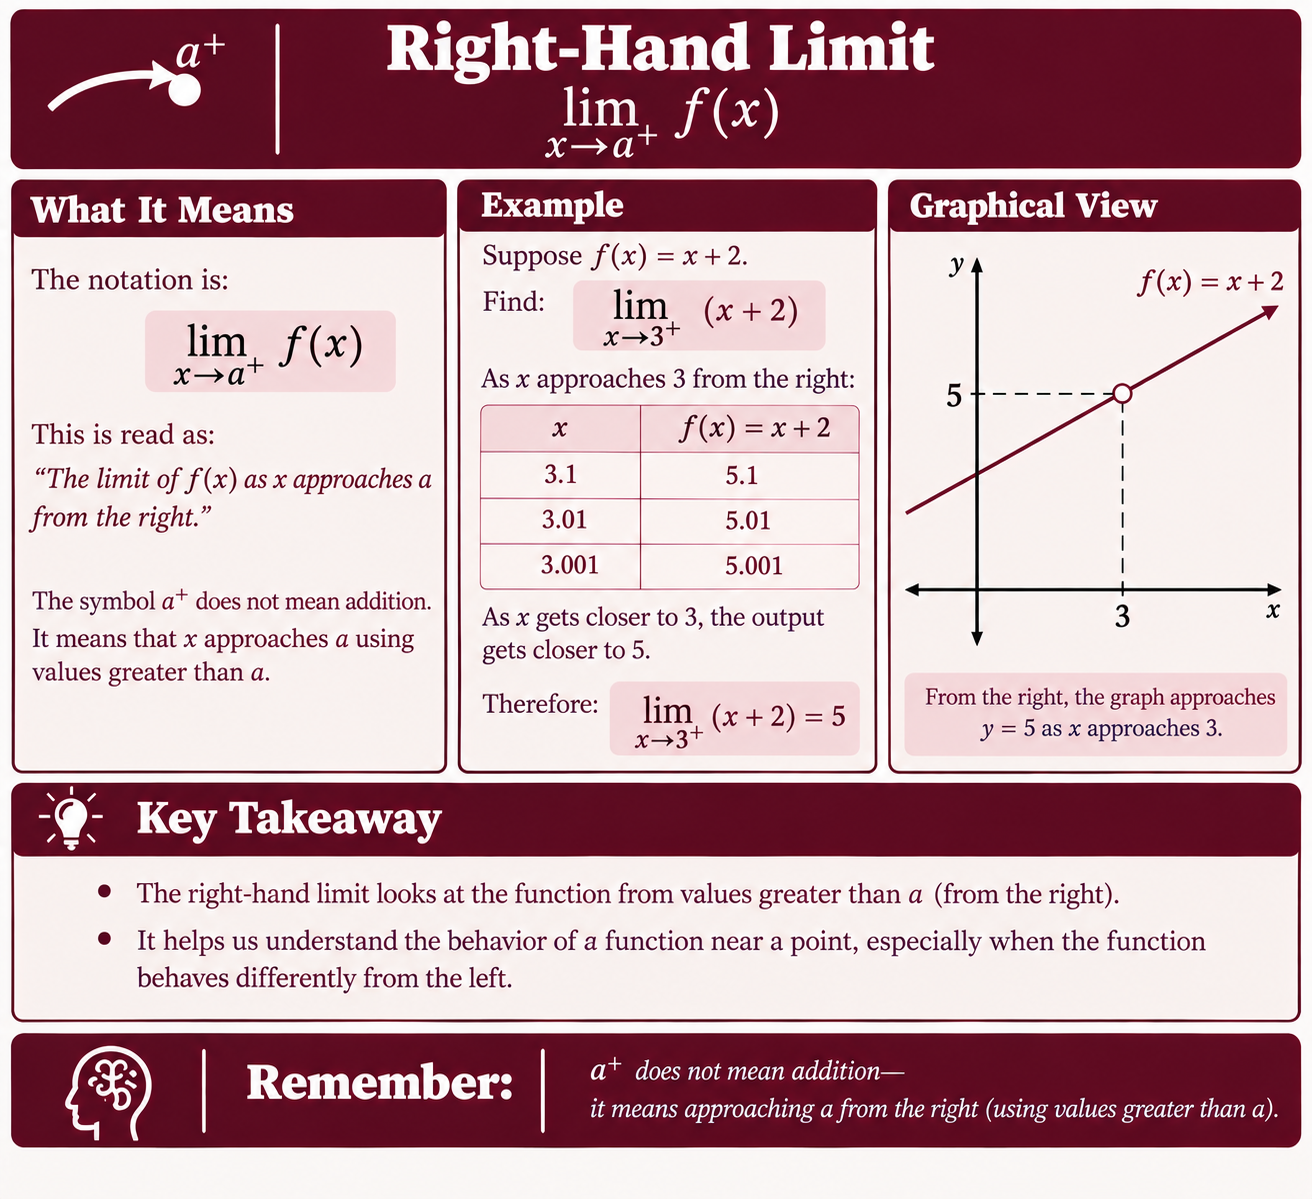 a⁺
Right-Hand Limit
lim f(x)
x→a⁺
What It Means
The notation is:
lim f(x)
x→a⁺
This is read as:
“The limit of f(x) as x approaches a
from the right.”
The symbol a⁺ does not mean addition.
It means that x approaches a using
values greater than a.
Example
Suppose f(x) = x + 2.
Find: lim (x + 2)
x→3⁺
As x approaches 3 from the right:
x f(x) = x + 2
3.1 5.1
3.01 5.01
3.001 5.001
As x gets closer to 3, the output
gets closer to 5.
Therefore: lim (x + 2) = 5
x→3⁺
Graphical View
y
f(x) = x + 2
5
3
x
From the right, the graph approaches
y = 5 as x approaches 3.
Key Takeaway
• The right-hand limit looks at the function from values greater than a (from the right).
• It helps us understand the behavior of a function near a point, especially when the function
behaves differently from the left.
Remember:
a⁺ does not mean addition—
it means approaching a from the right (using values greater than a).